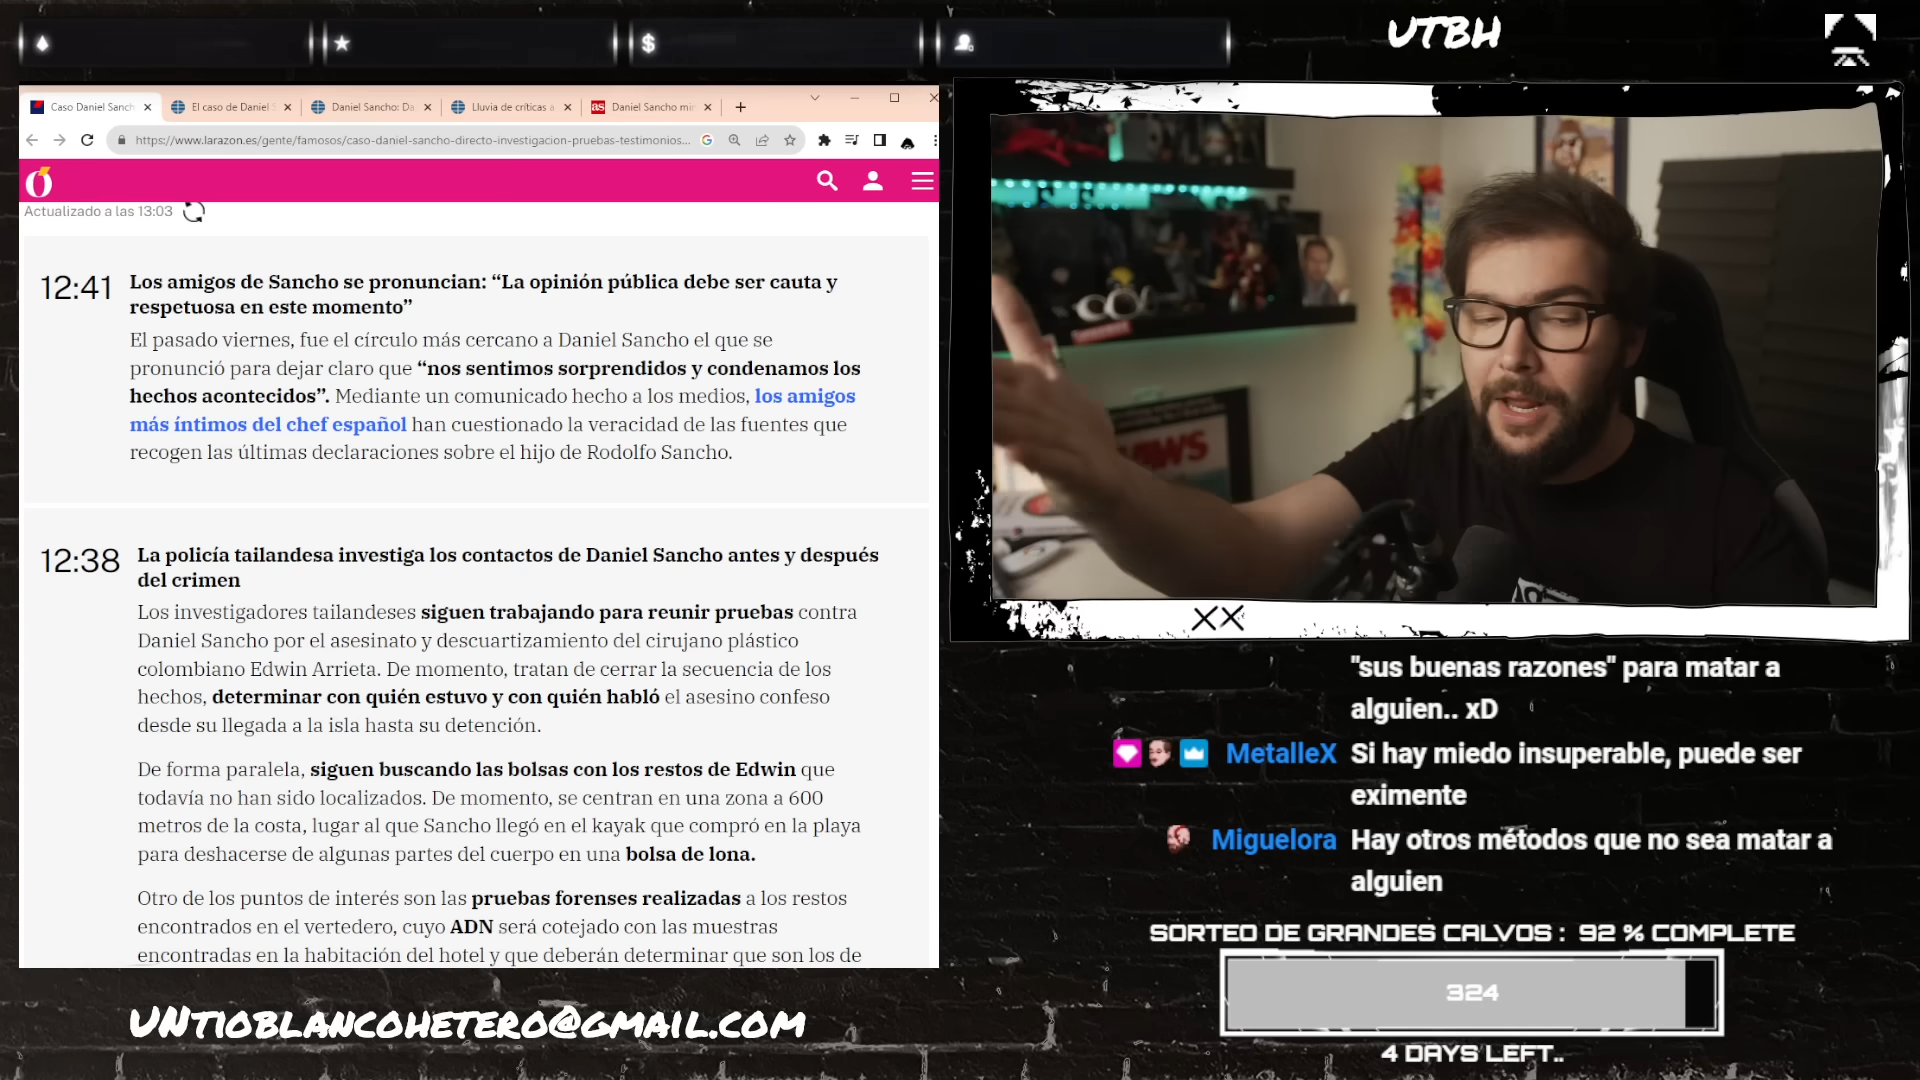 UTBH
Caso Daniel Sanch
El caso de Daniel S
Daniel Sancho: Da
Lluvia de críticas a
as
Daniel Sancho mi
https://www.larazon.es/gente/famosos/caso-daniel-sancho-directo-investigacion-pruebas-testimonios...
Actualizado a las 13:03
12:41
Los amigos de Sancho se pronuncian: “La opinión pública debe ser cauta y
respetuosa en este momento”
El pasado viernes, fue el círculo más cercano a Daniel Sancho el que se
pronunció para dejar claro que “nos sentimos sorprendidos y condenamos los
hechos acontecidos”. Mediante un comunicado hecho a los medios, los amigos
más íntimos del chef español han cuestionado la veracidad de las fuentes que
recogen las últimas declaraciones sobre el hijo de Rodolfo Sancho.
12:38
La policía tailandesa investiga los contactos de Daniel Sancho antes y después
del crimen
Los investigadores tailandeses siguen trabajando para reunir pruebas contra
Daniel Sancho por el asesinato y descuartizamiento del cirujano plástico
colombiano Edwin Arrieta. De momento, tratan de cerrar la secuencia de los
hechos, determinar con quién estuvo y con quién habló el asesino confeso
desde su llegada a la isla hasta su detención.
De forma paralela, siguen buscando las bolsas con los restos de Edwin que
todavía no han sido localizados. De momento, se centran en una zona a 600
metros de la costa, lugar al que Sancho llegó en el kayak que compró en la playa
para deshacerse de algunas partes del cuerpo en una bolsa de lona.
Otro de los puntos de interés son las pruebas forenses realizadas a los restos
encontrados en el vertedero, cuyo ADN será cotejado con las muestras
encontradas en la habitación del hotel y que deberán determinar que son los de
XX
"sus buenas razones" para matar a
alguien.. xD
MetalleX Si hay miedo insuperable, puede ser
eximente
Miguelora Hay otros métodos que no sea matar a
alguien
SORTEO DE GRANDES CALVOS : 92 % COMPLETE
324
4 DAYS LEFT..
UNTIOBLANCOHETERO@GMAIL.COM